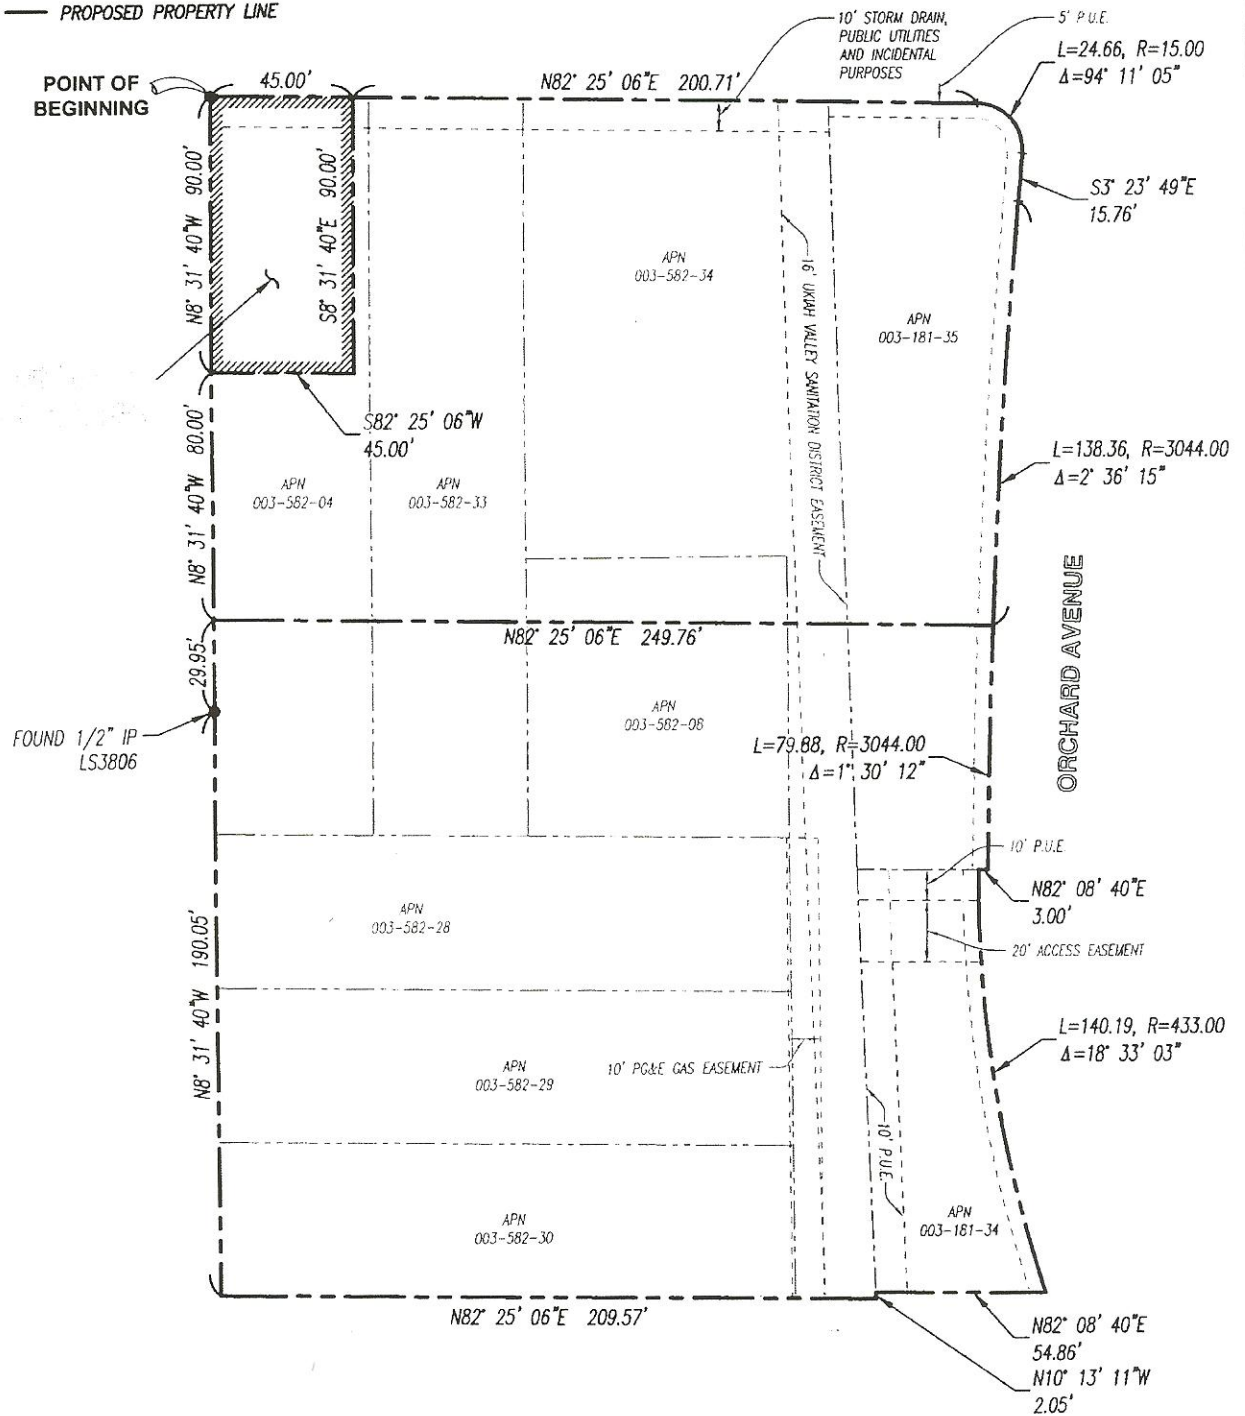 PROPOSED PROPERTY LINE
10' STORM DRAIN,
PUBLIC UTILITIES
AND INCIDENTAL
PURPOSES
5' P.U.E.
L=24.66, R=15.00
Δ=94° 11' 05"
POINT OF
BEGINNING
45.00'
N82° 25' 06"E 200.71'
N8° 31' 40"W 90.00'
S8° 31' 40"E 90.00'
S3° 23' 49"E
15.76'
APN
003-582-34
16' UKIAH VALLEY SANITATION DISTRICT EASEMENT
APN
003-181-35
S82° 25' 06"W
45.00'
N8° 31' 40"W 80.00'
L=138.36, R=3044.00
Δ=2° 36' 15"
APN
003-582-04
APN
003-582-33
ORCHARD AVENUE
N82° 25' 06"E 249.76'
29.95'
FOUND 1/2" IP
LS3806
APN
003-582-08
L=79.88, R=3044.00
Δ=1° 30' 12"
10' P.U.E.
N82° 08' 40"E
3.00'
APN
003-582-28
20' ACCESS EASEMENT
N8° 31' 40"W 190.05'
L=140.19, R=433.00
Δ=18° 33' 03"
APN
003-582-29
10' PG&E GAS EASEMENT
10' P.U.E.
APN
003-582-30
APN
003-181-34
N82° 25' 06"E 209.57'
N82° 08' 40"E
54.86'
N10° 13' 11"W
2.05'